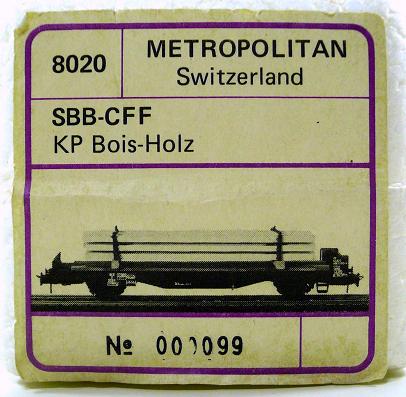 8020
METROPOLITAN
Switzerland
SBB-CFF
KP Bois-Holz
№ 000099